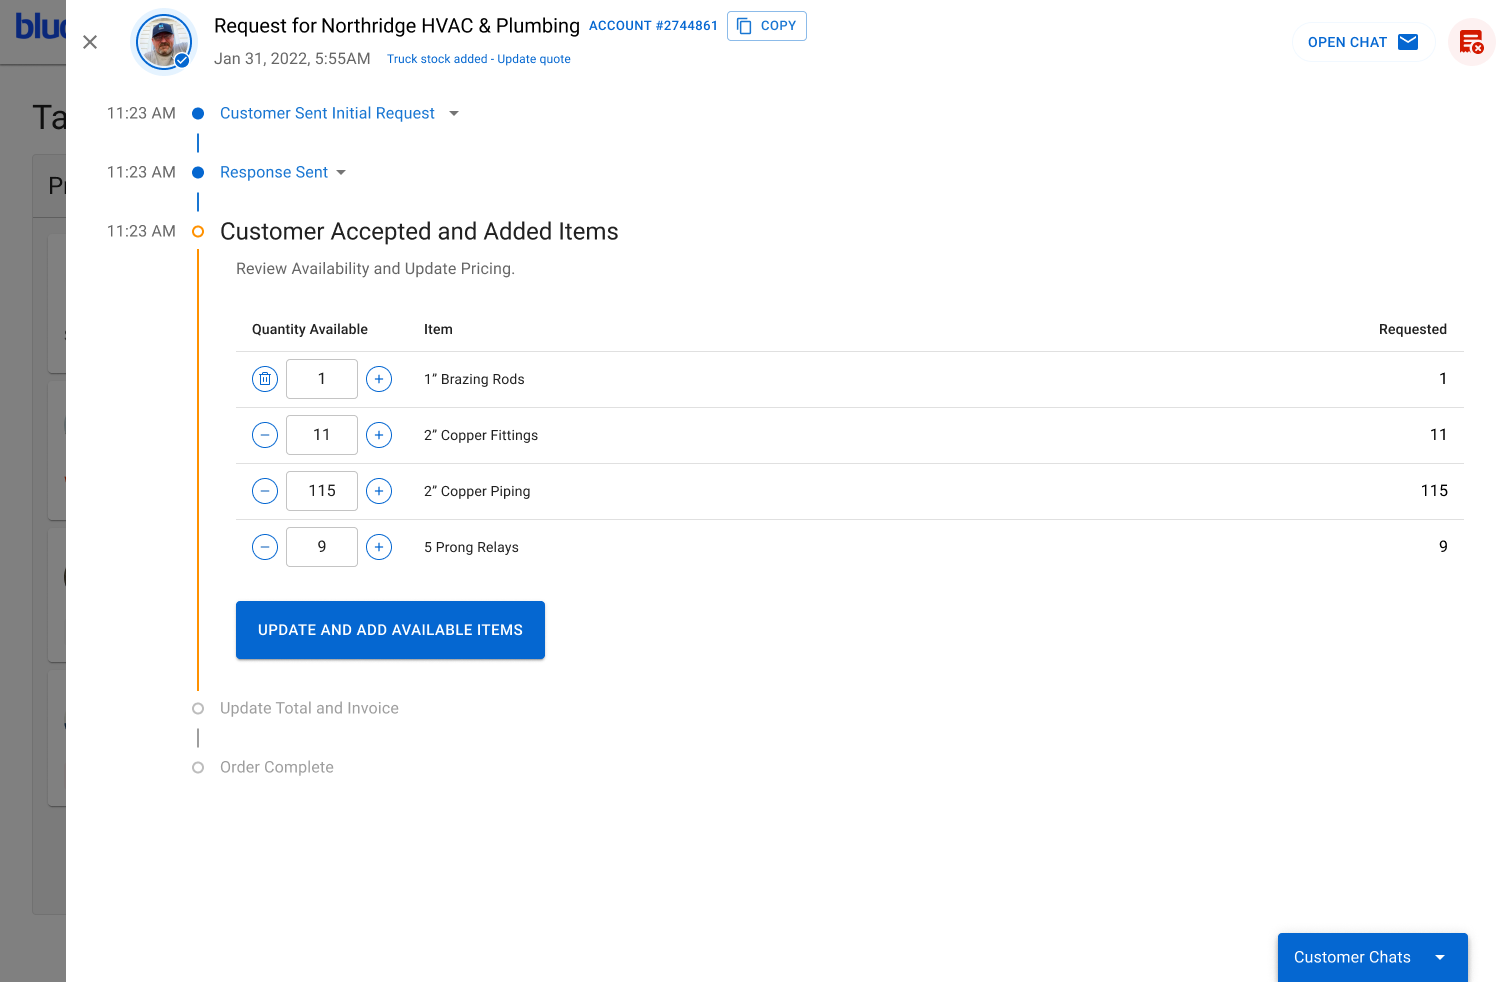 Request for Northridge HVAC & Plumbing ACCOUNT #2744861 COPY
Jan 31, 2022, 5:55AM Truck stock added - Update quote
OPEN CHAT
11:23 AM Customer Sent Initial Request
11:23 AM Response Sent
11:23 AM Customer Accepted and Added Items
Review Availability and Update Pricing.
Quantity Available Item Requested
1 1” Brazing Rods 1
11 2” Copper Fittings 11
115 2” Copper Piping 115
9 5 Prong Relays 9
UPDATE AND ADD AVAILABLE ITEMS
Update Total and Invoice
Order Complete
Customer Chats